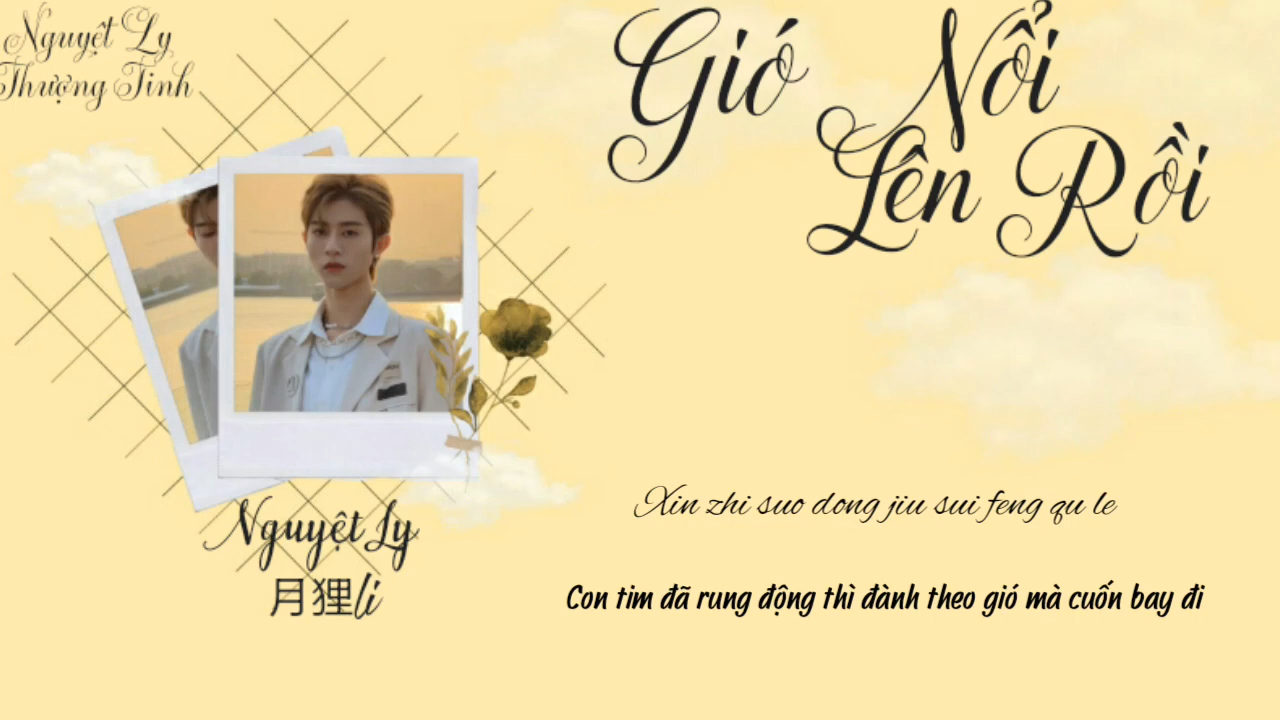 Nguyệt Ly
Thượng Tinh
Gió Nổi
Lên Rồi
Nguyệt Ly
月狸li
Xin zhi suo dong jiu sui feng qu le
Con tim đã rung động thì đành theo gió mà cuốn bay đi